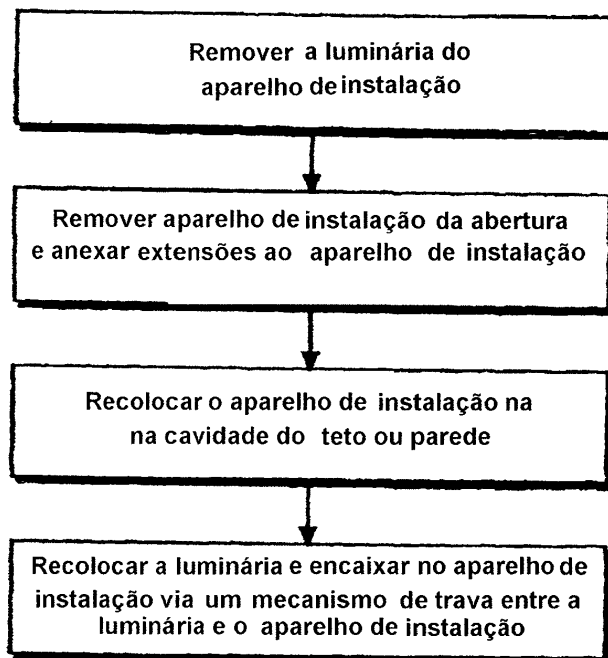 Remover a luminária do
aparelho de instalação
Remover aparelho de instalação da abertura
e anexar extensões ao aparelho de instalação
Recolocar o aparelho de instalação na
na cavidade do teto ou parede
Recolocar a luminária e encaixar no aparelho de
instalação via um mecanismo de trava entre a
luminária e o aparelho de instalação